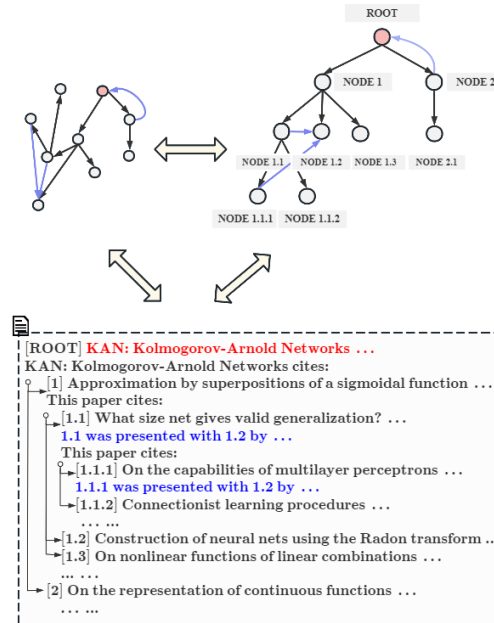 ROOT
NODE 1
NODE 2
NODE 1.1
NODE 1.2
NODE 1.3
NODE 2.1
NODE 1.1.1
NODE 1.1.2
[ROOT] KAN: Kolmogorov-Arnold Networks ...
KAN: Kolmogorov-Arnold Networks cites:
[1] Approximation by superpositions of a sigmoidal function ...
This paper cites:
[1.1] What size net gives valid generalization? ...
1.1 was presented with 1.2 by ...
This paper cites:
[1.1.1] On the capabilities of multilayer perceptrons ...
1.1.1 was presented with 1.2 by ...
[1.1.2] Connectionist learning procedures ...
... ...
[1.2] Construction of neural nets using the Radon transform ..
[1.3] On nonlinear functions of linear combinations ...
... ...
[2] On the representation of continuous functions ...
... ...